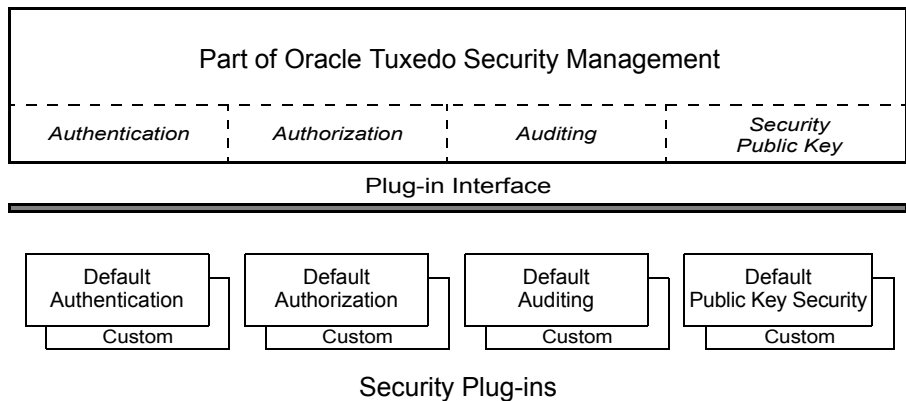 Part of Oracle Tuxedo Security Management
Authentication
Authorization
Auditing
Security
Public Key
Plug-in Interface
Default
Authentication
Custom
Default
Authorization
Custom
Default
Auditing
Custom
Default
Public Key Security
Custom
Security Plug-ins